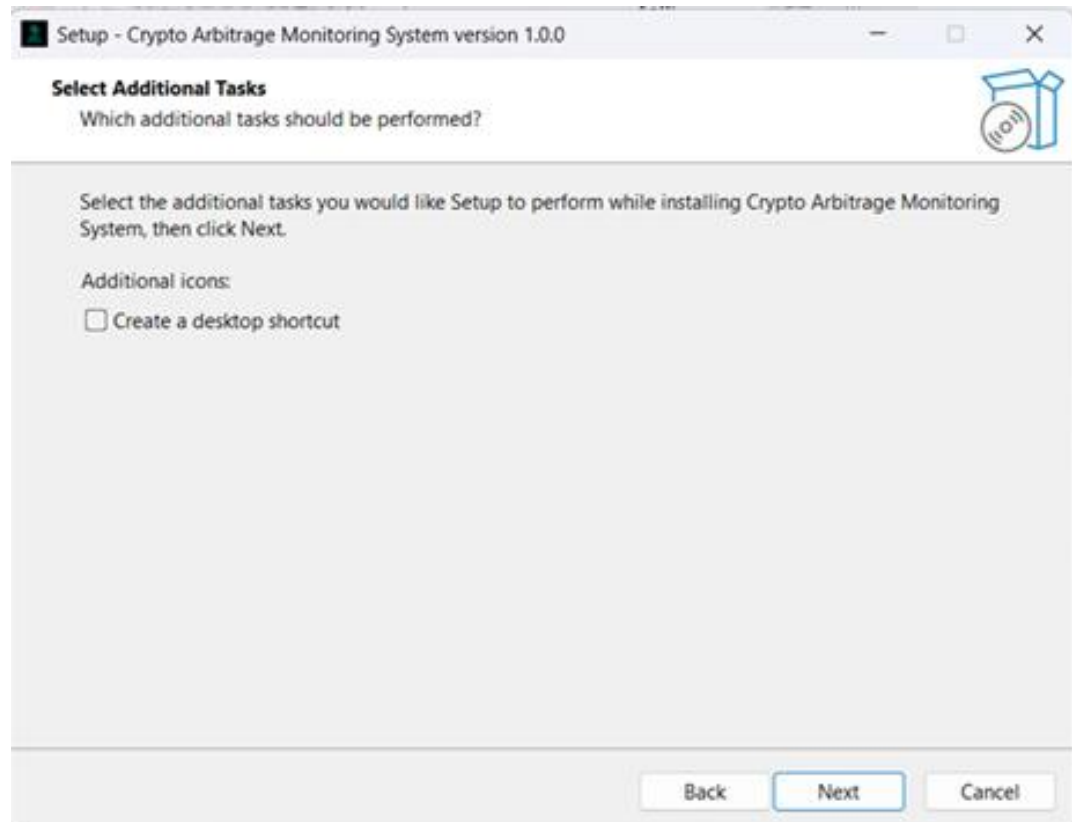 Setup - Crypto Arbitrage Monitoring System version 1.0.0
Select Additional Tasks
Which additional tasks should be performed?
Select the additional tasks you would like Setup to perform while installing Crypto Arbitrage Monitoring
System, then click Next.
Additional icons:
Create a desktop shortcut
Back
Next
Cancel